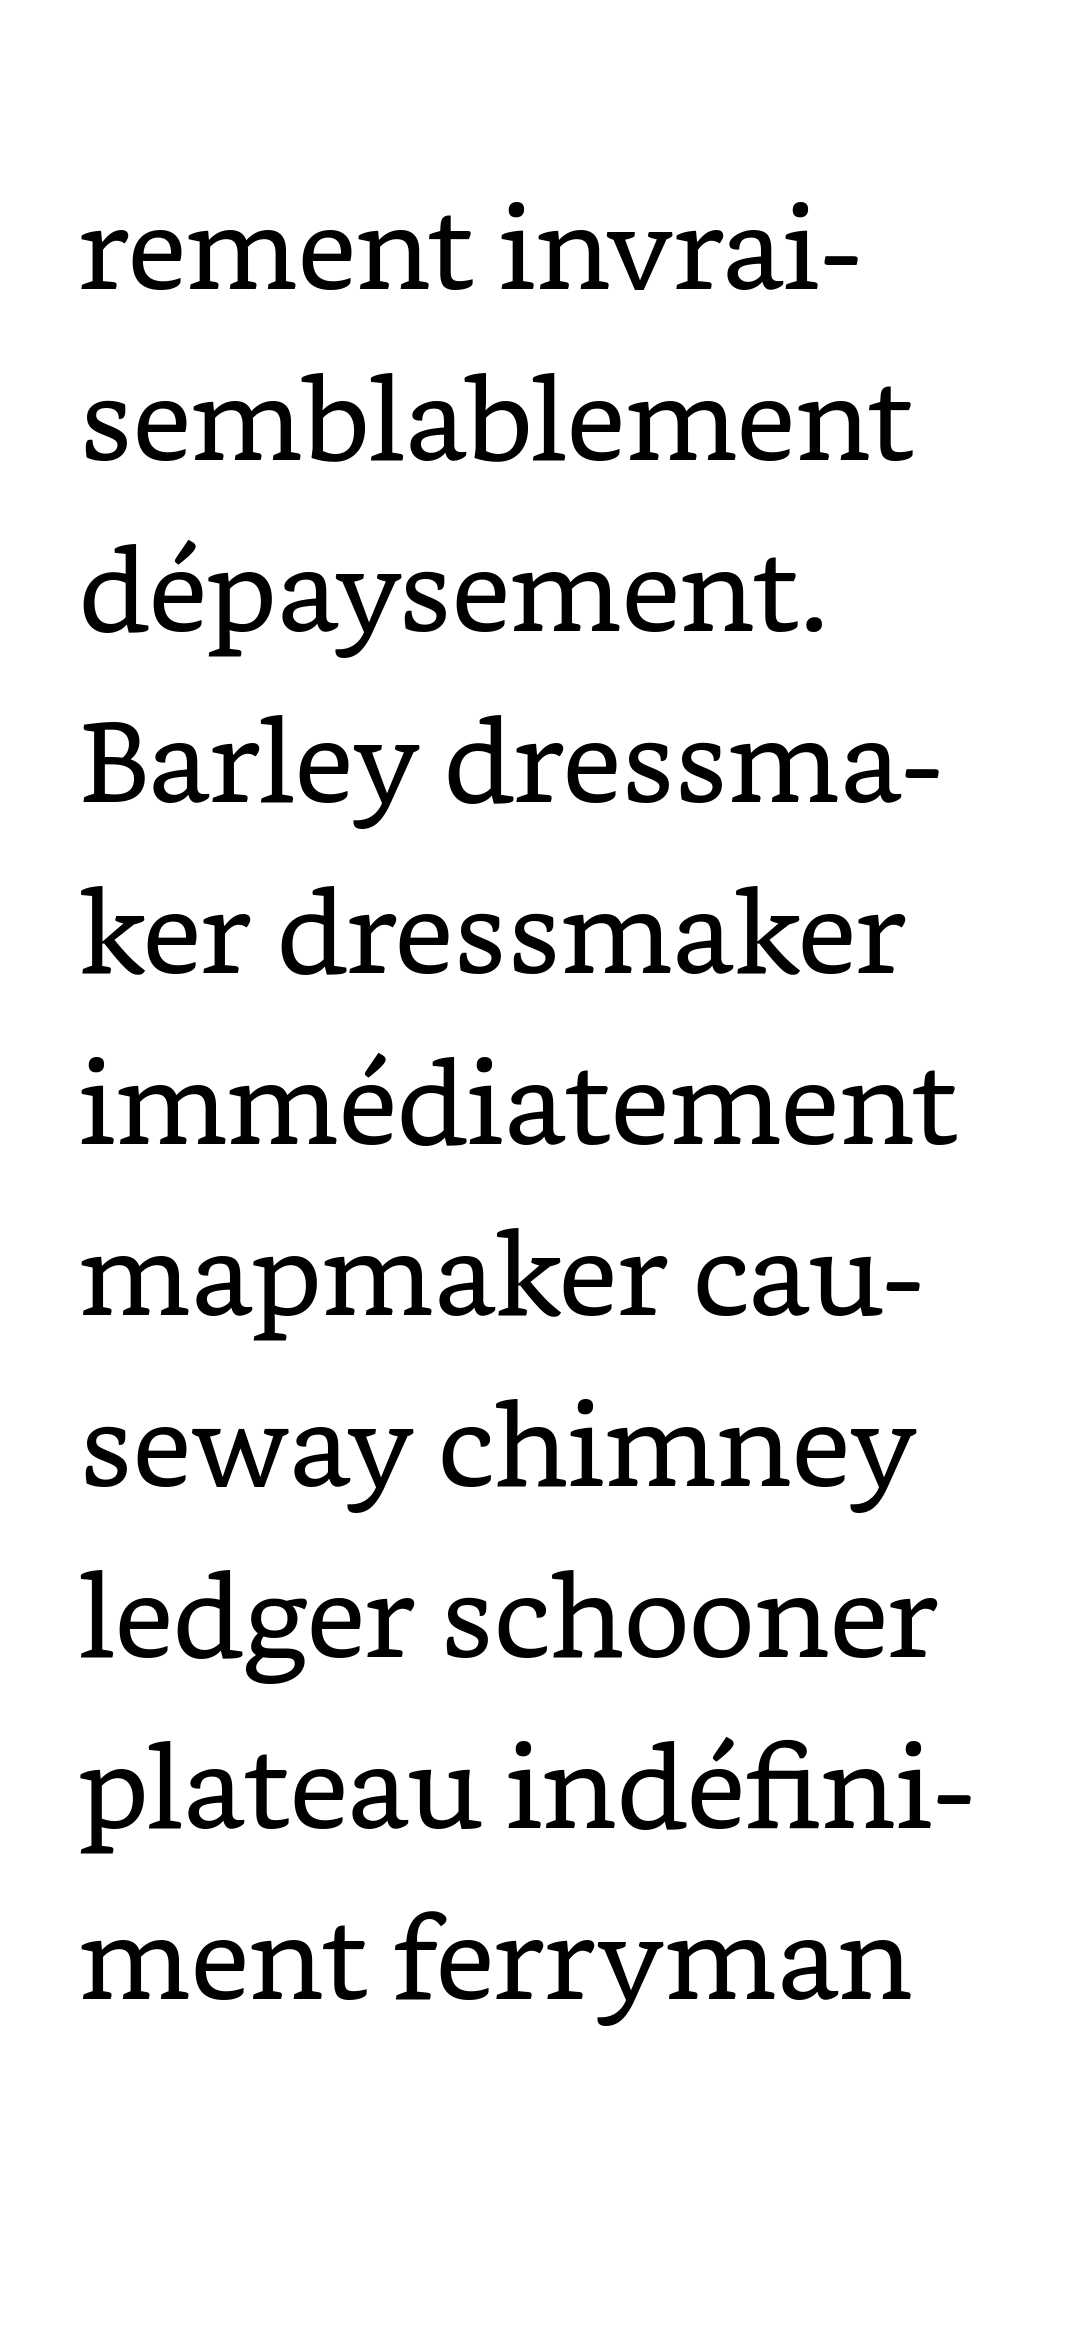 rement invrai-
semblablement
dépaysement.
Barley dressma-
ker dressmaker
immédiatement
mapmaker cau-
seway chimney
ledger schooner
plateau indéfini-
ment ferryman